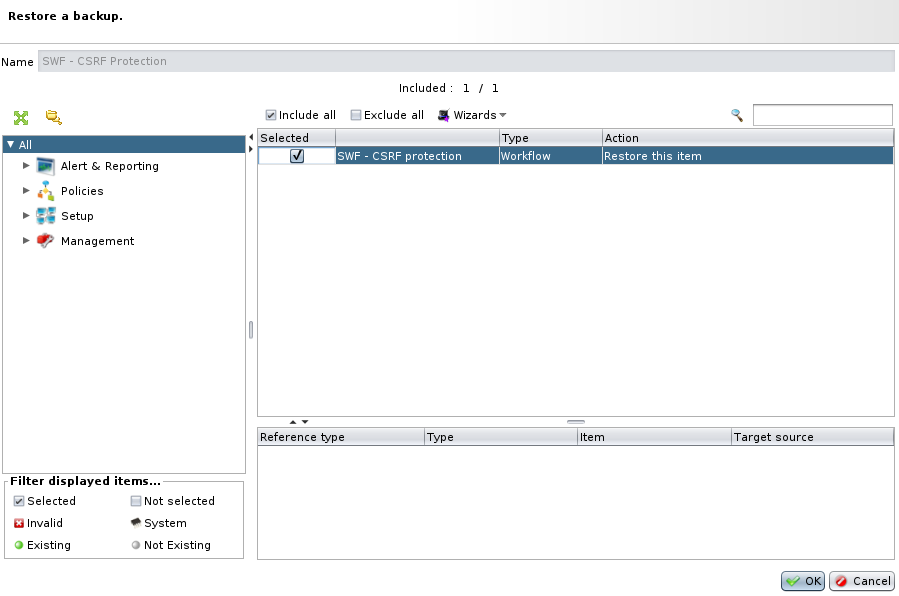 Restore a backup.
Name SWF - CSRF Protection
Included : 1 / 1
Include all Exclude all Wizards
Selected Type Action
SWF - CSRF protection Workflow Restore this item
All
Alert & Reporting
Policies
Setup
Management
Reference type Type Item Target source
Filter displayed items...
Selected Not selected
Invalid System
Existing Not Existing
OK Cancel